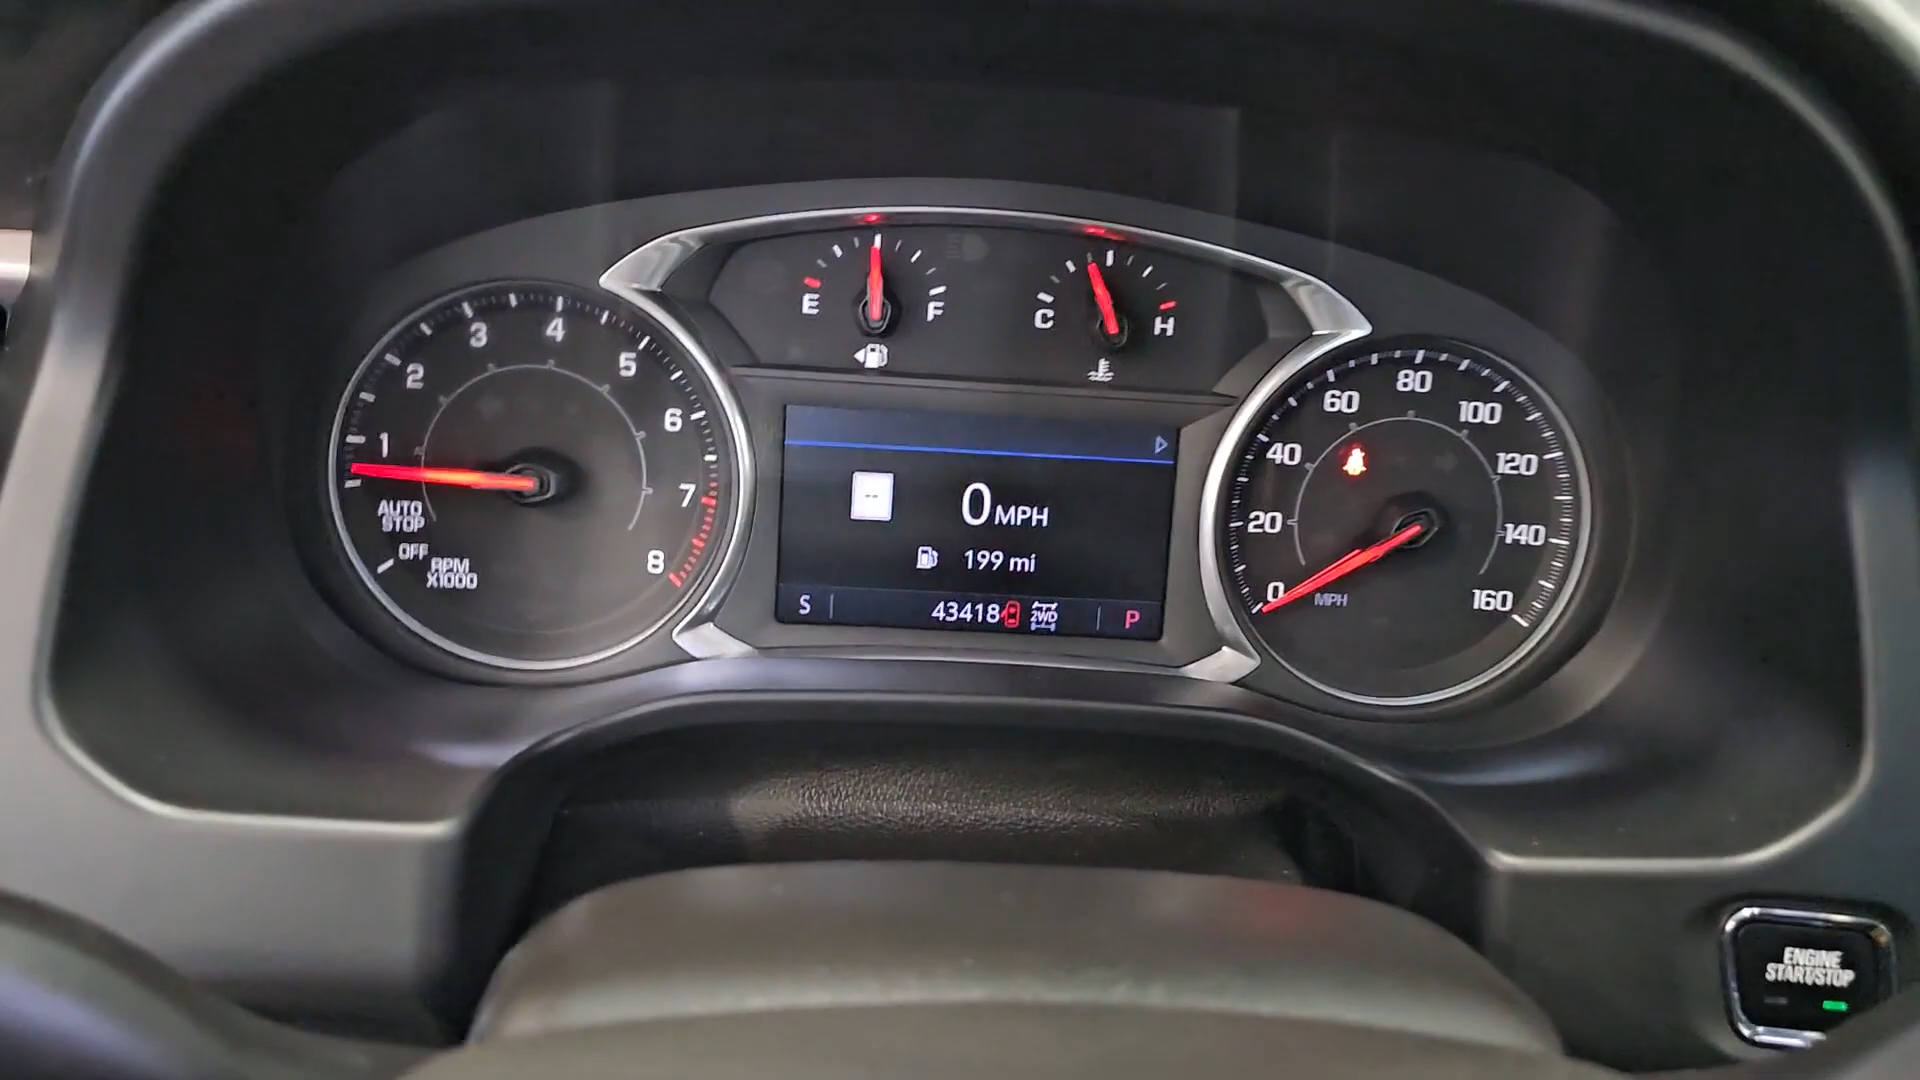 E F
C H
1 2 3 4 5 6 7 8
AUTO
STOP
OFF
RPM
X1000
--
0 MPH
199 mi
S 43418 2WD P
0 20 40 60 80 100 120 140 160
MPH
ENGINE
START/STOP